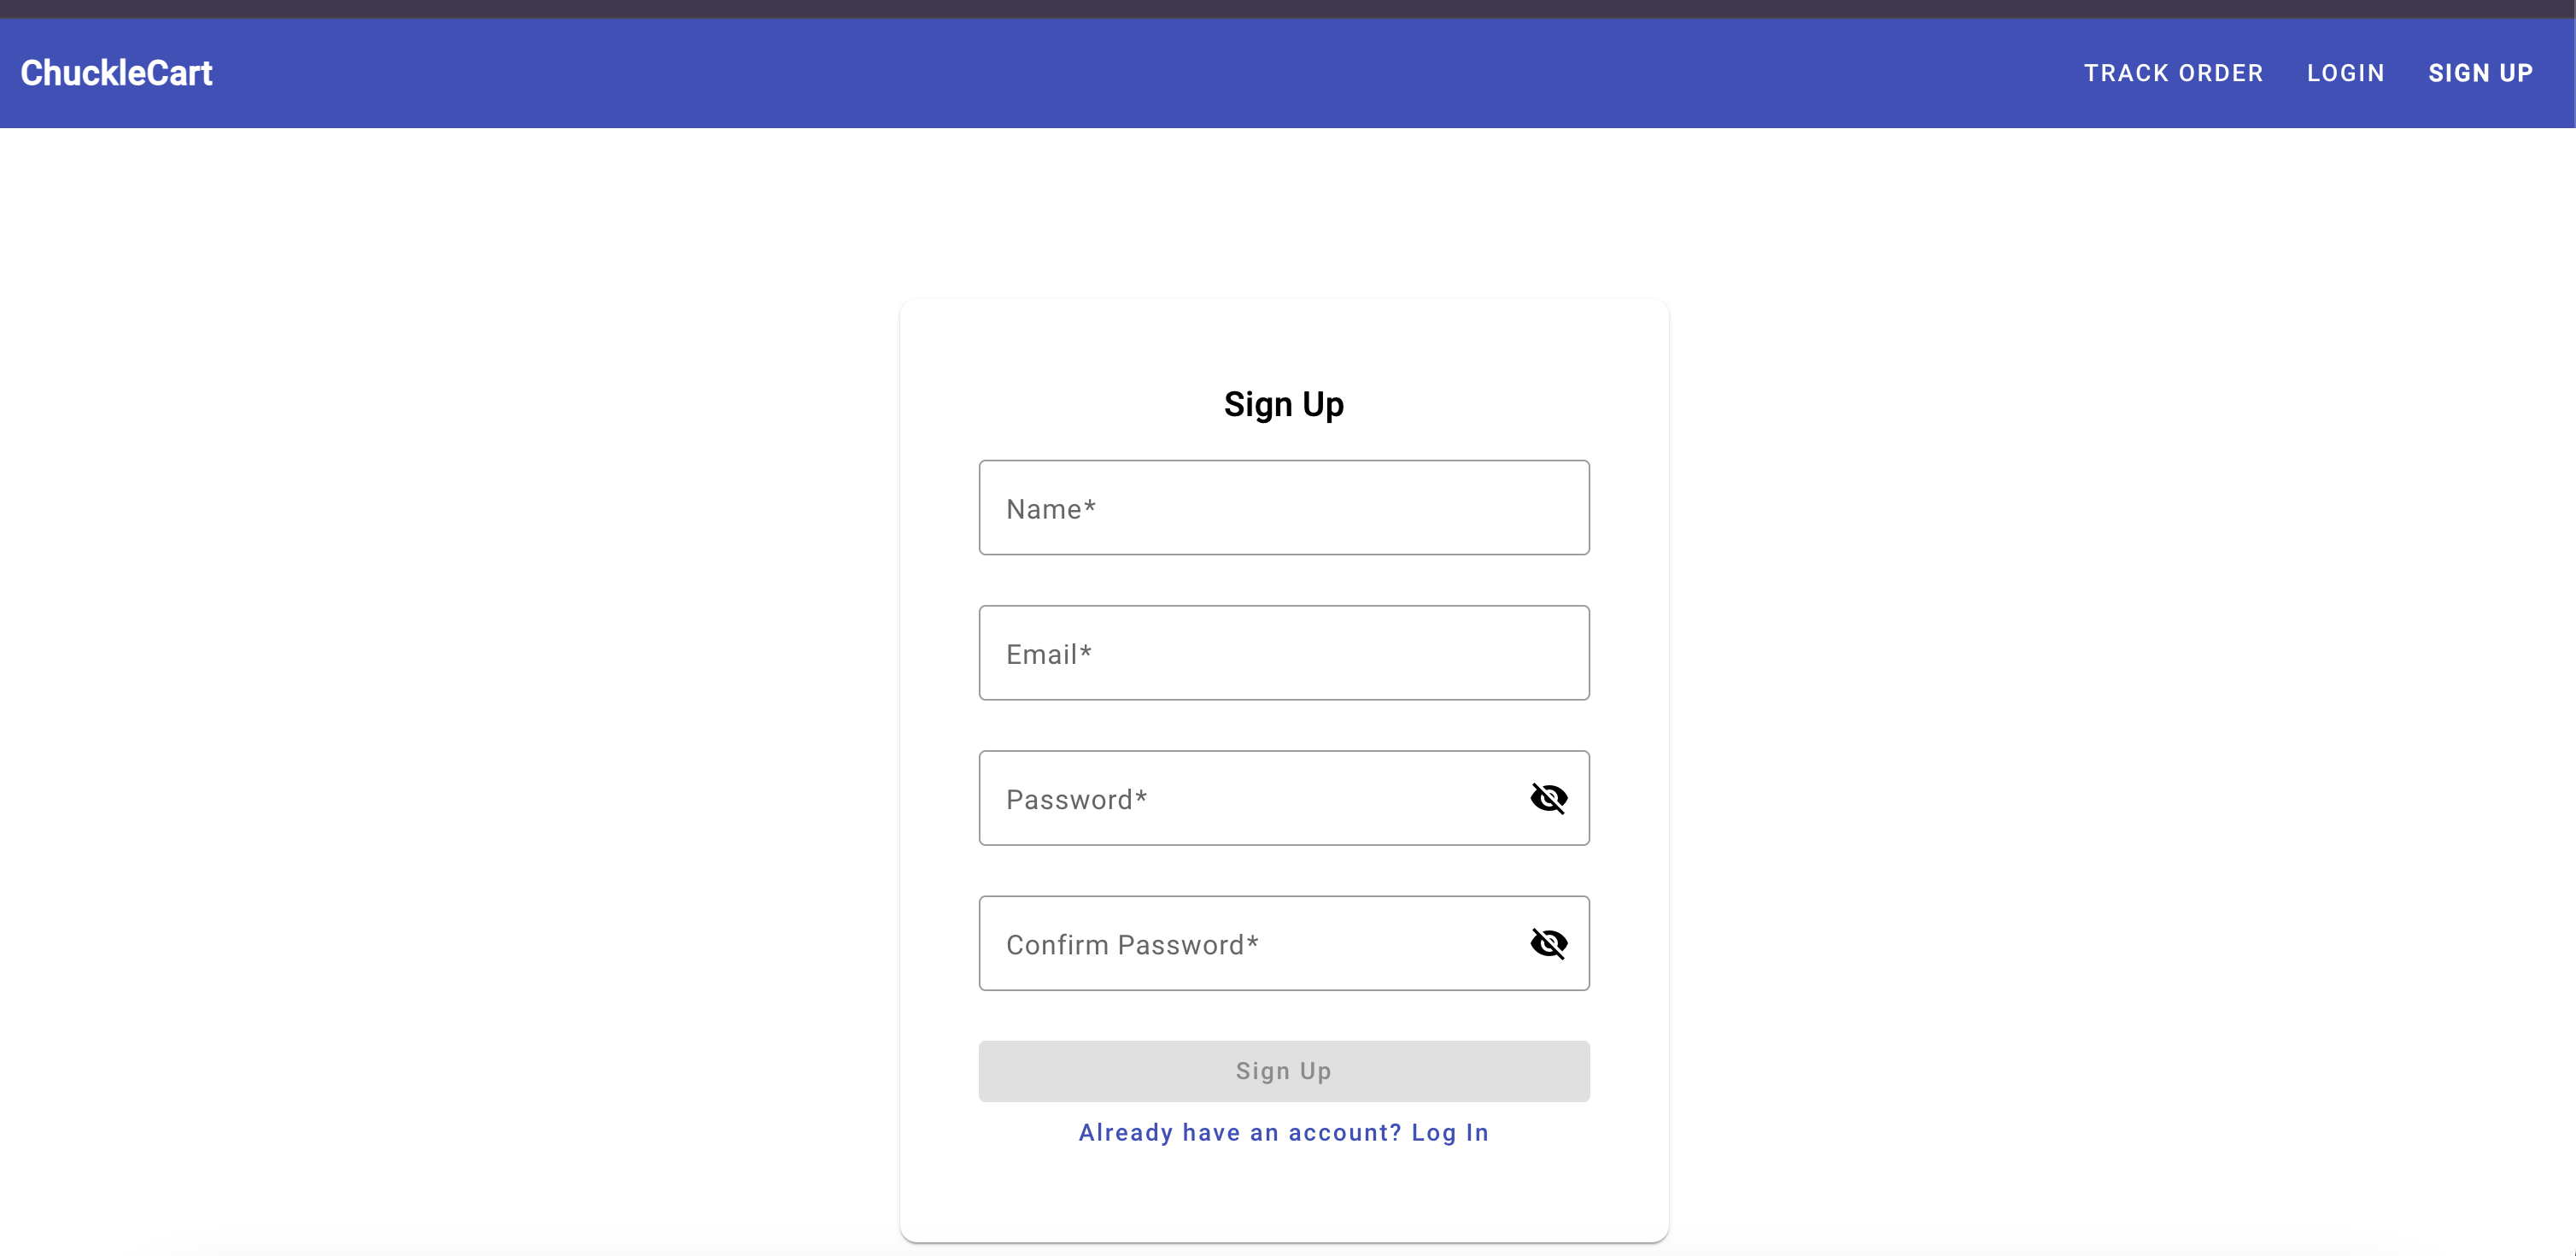 ChuckleCart
TRACK ORDER LOGIN SIGN UP
Sign Up
Name*
Email*
Password*
Confirm Password*
Sign Up
Already have an account? Log In